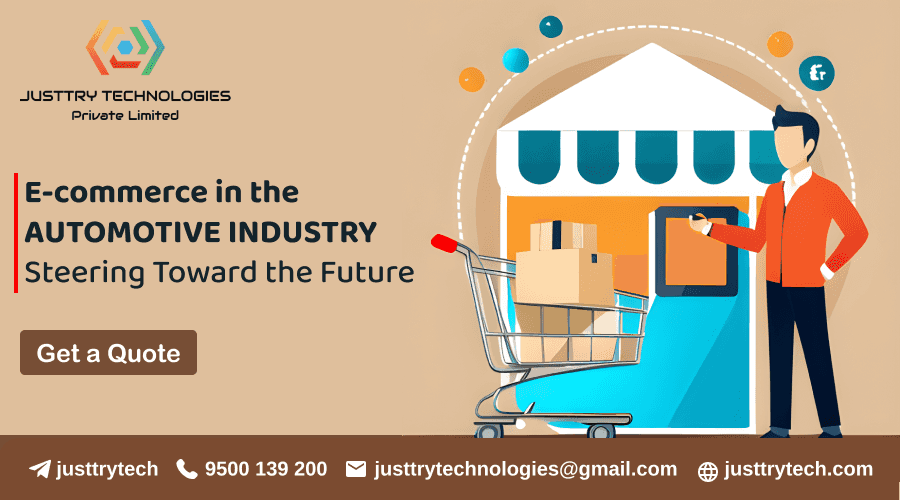 JUSTTRY TECHNOLOGIES
Private Limited
E-commerce in the
AUTOMOTIVE INDUSTRY
Steering Toward the Future
Get a Quote
justtrytech 9500 139 200 justtrytechnologies@gmail.com justtrytech.com